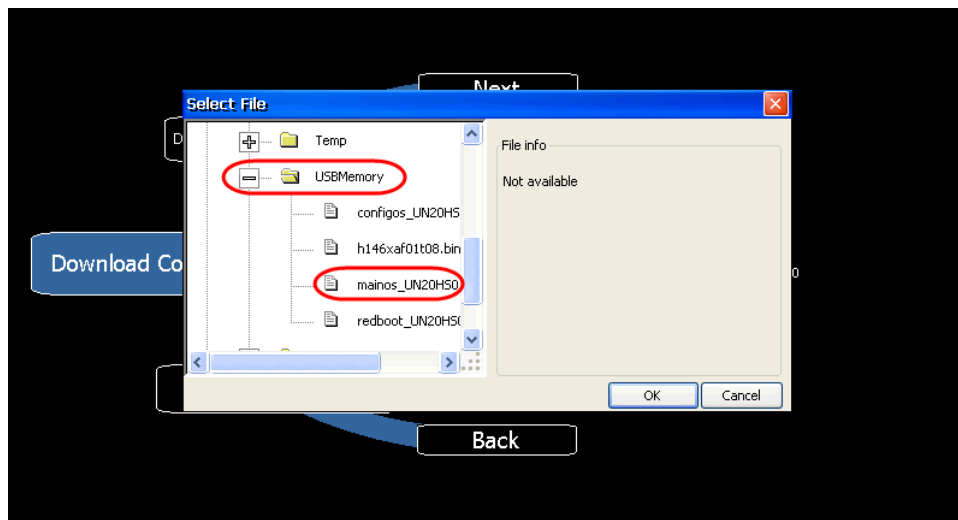 Next
Select File
D
Temp
File info
USBMemory
Not available
configos_UN20HS
h146xaf01t08.bin
Download Co
mainos_UN20HS0
0
redboot_UN20HS0
OK
Cancel
Back